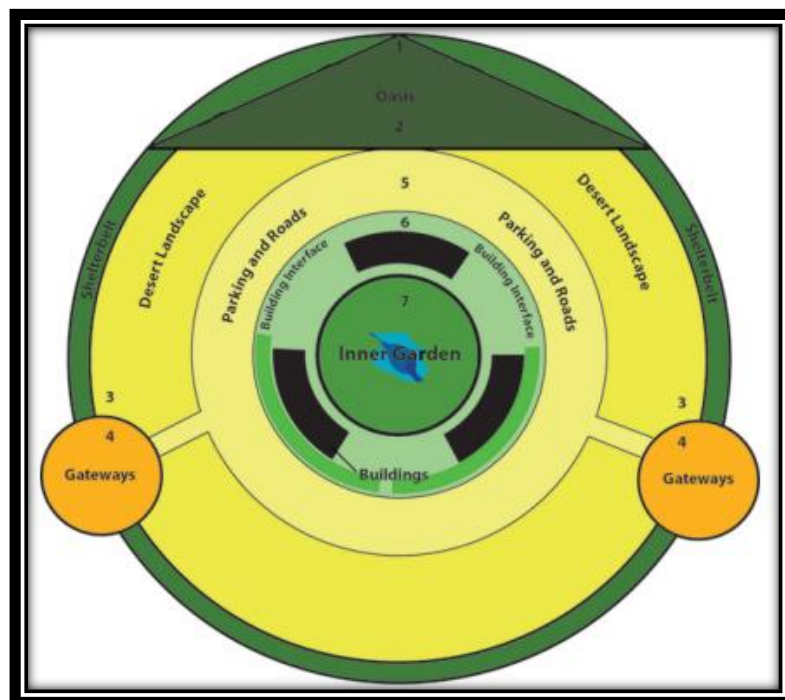 1
Oasis
2
Desert Landscape
5
Desert Landscape
Parking and Roads
Parking and Roads
6
Shelterbelt
Shelterbelt
Building Interface
Building Interface
7
Inner Garden
3
3
4
4
Gateways
Buildings
Gateways